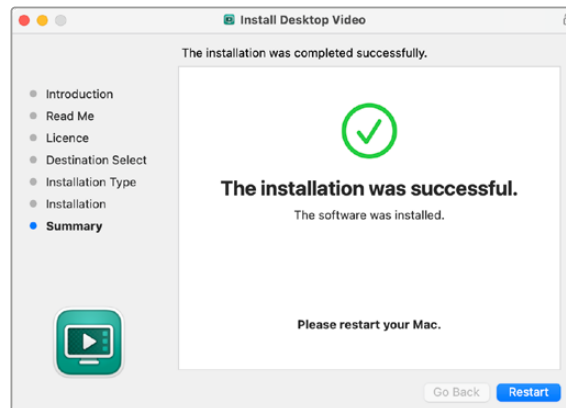 Install Desktop Video
The installation was completed successfully.
Introduction
Read Me
Licence
Destination Select
Installation Type
Installation
Summary
The installation was successful.
The software was installed.
Please restart your Mac.
Go Back
Restart